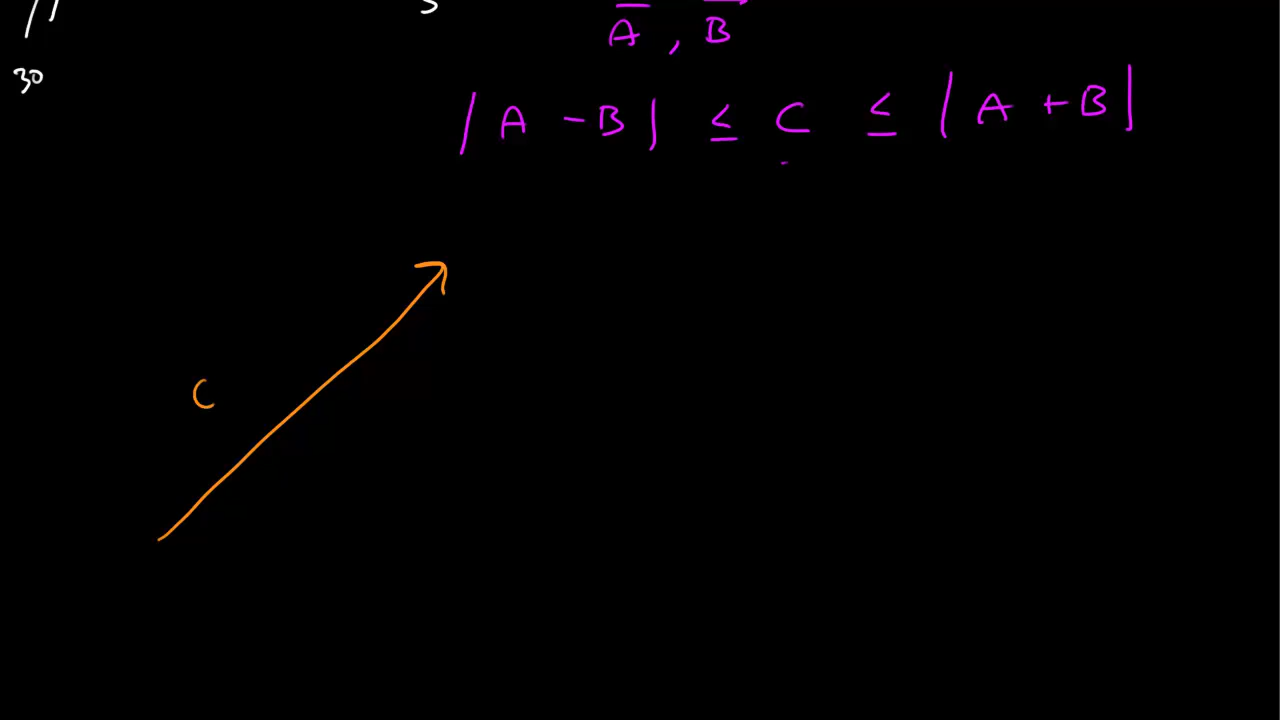 A , B
30
|A - B| ≤ C ≤ |A + B|
C